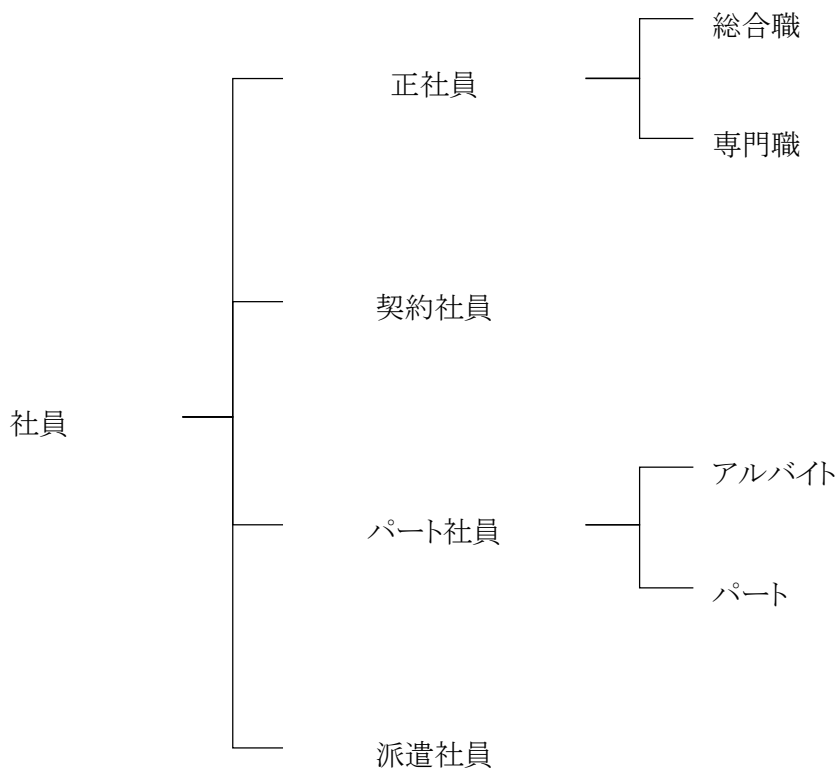 総合職
正社員
専門職
契約社員
社員
アルバイト
パート社員
パート
派遣社員